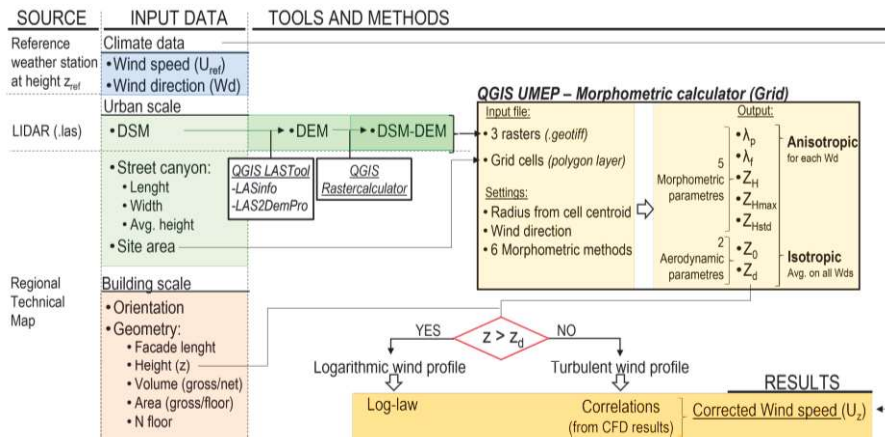 SOURCE
INPUT DATA
TOOLS AND METHODS
Reference
weather station
at height z_ref
Climate data
• Wind speed (U_ref)
• Wind direction (Wd)
Urban scale
LIDAR (.las)
• DSM
• DEM
• DSM-DEM
• Street canyon:
• Lenght
• Width
• Avg. height
• Site area
QGIS LASTool
-LASinfo
-LAS2DemPro
QGIS
Rastercalculator
QGIS UMEP – Morphometric calculator (Grid)
Input file:
• 3 rasters (.geotiff)
• Grid cells (polygon layer)
Settings:
• Radius from cell centroid
• Wind direction
• 6 Morphometric methods
Output:
5
Morphometric
parametres
• λp
• λf
• ZH
• ZHmax
• ZHstd
2
Aerodynamic
parametres
• Z0
• Zd
Anisotropic
for each Wd
Isotropic
Avg. on all Wds
Regional
Technical
Map
Building scale
• Orientation
• Geometry:
• Facade lenght
• Height (z)
• Volume (gross/net)
• Area (gross/floor)
• N floor
YES
z > zd
NO
Logarithmic wind profile
Turbulent wind profile
RESULTS
Log-law
Correlations
(from CFD results)
Corrected Wind speed (Uz)